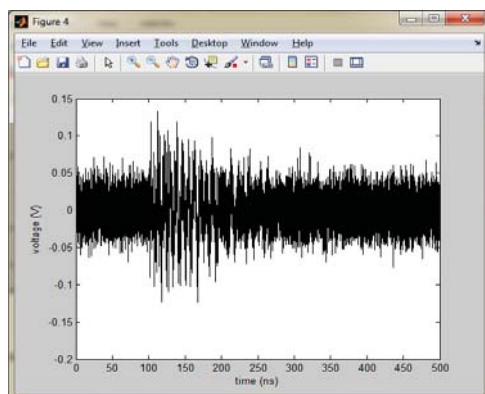 Figure 4
File Edit View Insert Tools Desktop Window Help
0.15
0.1
0.05
0
-0.05
-0.1
-0.15
-0.2
voltage (V)
0 50 100 150 200 250 300 350 400 450 500
time (ns)